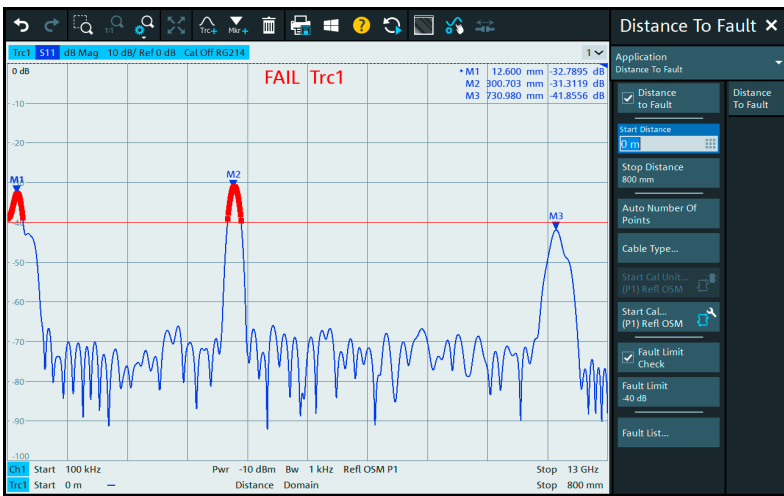 1:1
Trc+
Mkr+
?
Distance To Fault ×
Trc1 S11 dB Mag 10 dB/ Ref 0 dB Cal Off RG214
1
0 dB
FAIL Trc1
• M1 12.600 mm -32.7895 dB
M2 300.703 mm -31.3119 dB
M3 730.980 mm -41.8556 dB
-10
-20
M1
M2
M3
-40
-50
-60
-70
-80
-90
-100
Ch1 Start 100 kHz Pwr -10 dBm Bw 1 kHz Refl OSM P1 Stop 13 GHz
Trc1 Start 0 m — Distance Domain Stop 800 mm
Application
Distance To Fault
Distance
to Fault
Distance
To Fault
Start Distance
0 m
Stop Distance
800 mm
Auto Number Of
Points
Cable Type...
Start Cal Unit...
(P1) Refl OSM
Start Cal...
(P1) Refl OSM
Fault Limit
Check
Fault Limit
-40 dB
Fault List...